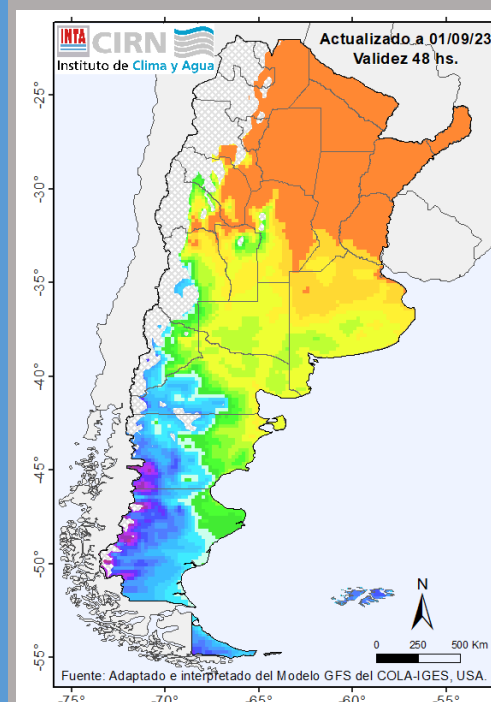 INTA CIRN
Instituto de Clima y Agua
Actualizado a 01/09/23
Validez 48 hs.
-25°
-30°
-35°
-40°
-45°
-50°
-55°
N
0 250 500 Km
Fuente: Adaptado e interpretado del Modelo GFS del COLA-IGES, USA.
-75° -70° -65° -60° -55°